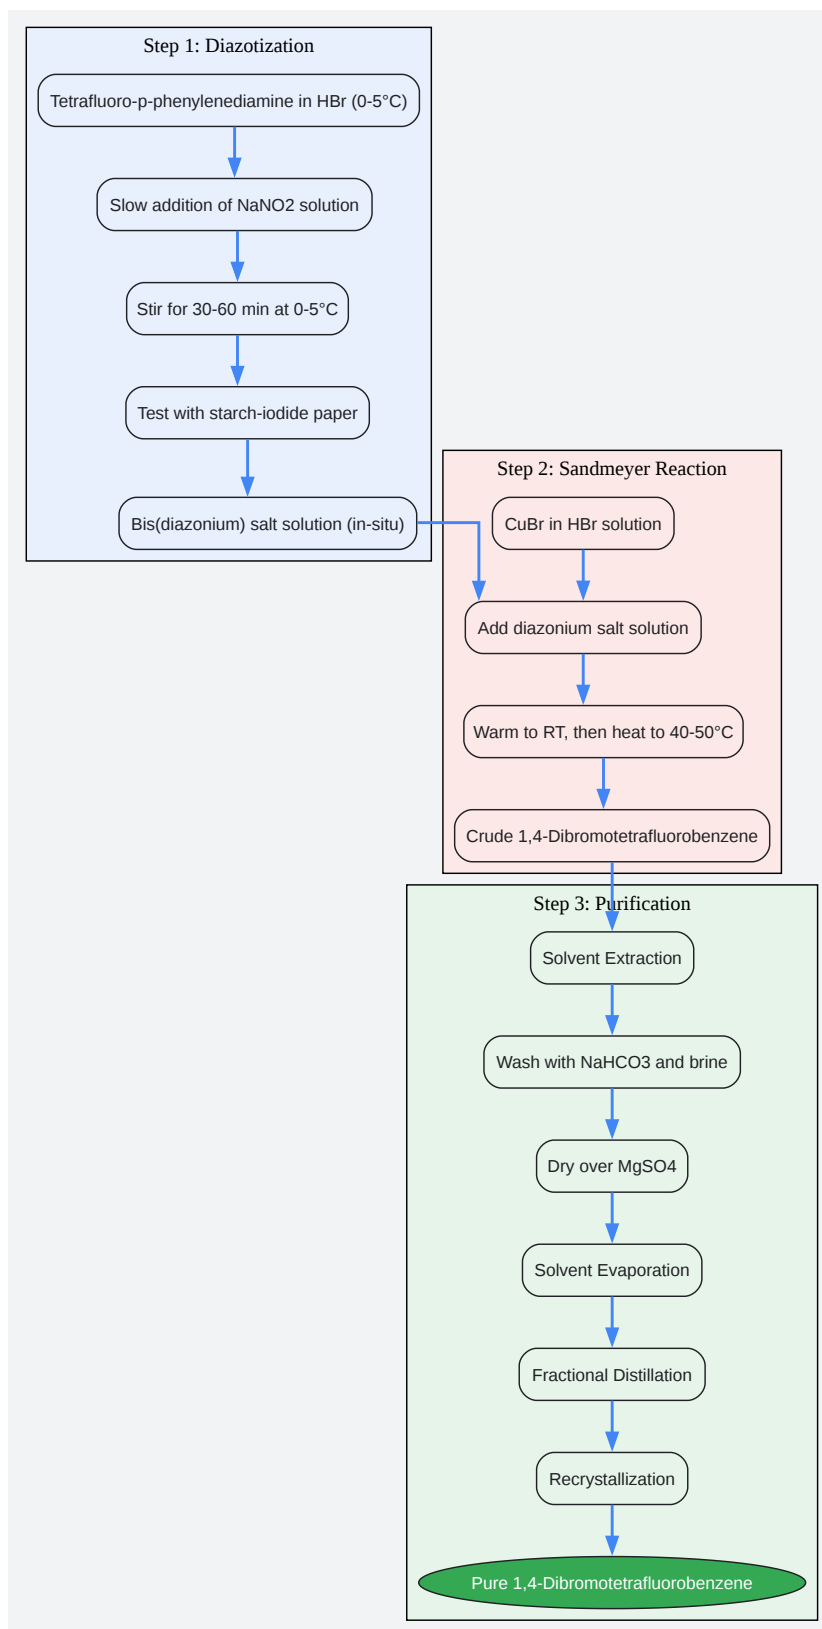 Step 1: Diazotization
Tetrafluoro-p-phenylenediamine in HBr (0-5°C)
Slow addition of NaNO2 solution
Stir for 30-60 min at 0-5°C
Test with starch-iodide paper
Bis(diazonium) salt solution (in-situ)
Step 2: Sandmeyer Reaction
CuBr in HBr solution
Add diazonium salt solution
Warm to RT, then heat to 40-50°C
Crude 1,4-Dibromotetrafluorobenzene
Step 3: Purification
Solvent Extraction
Wash with NaHCO3 and brine
Dry over MgSO4
Solvent Evaporation
Fractional Distillation
Recrystallization
Pure 1,4-Dibromotetrafluorobenzene